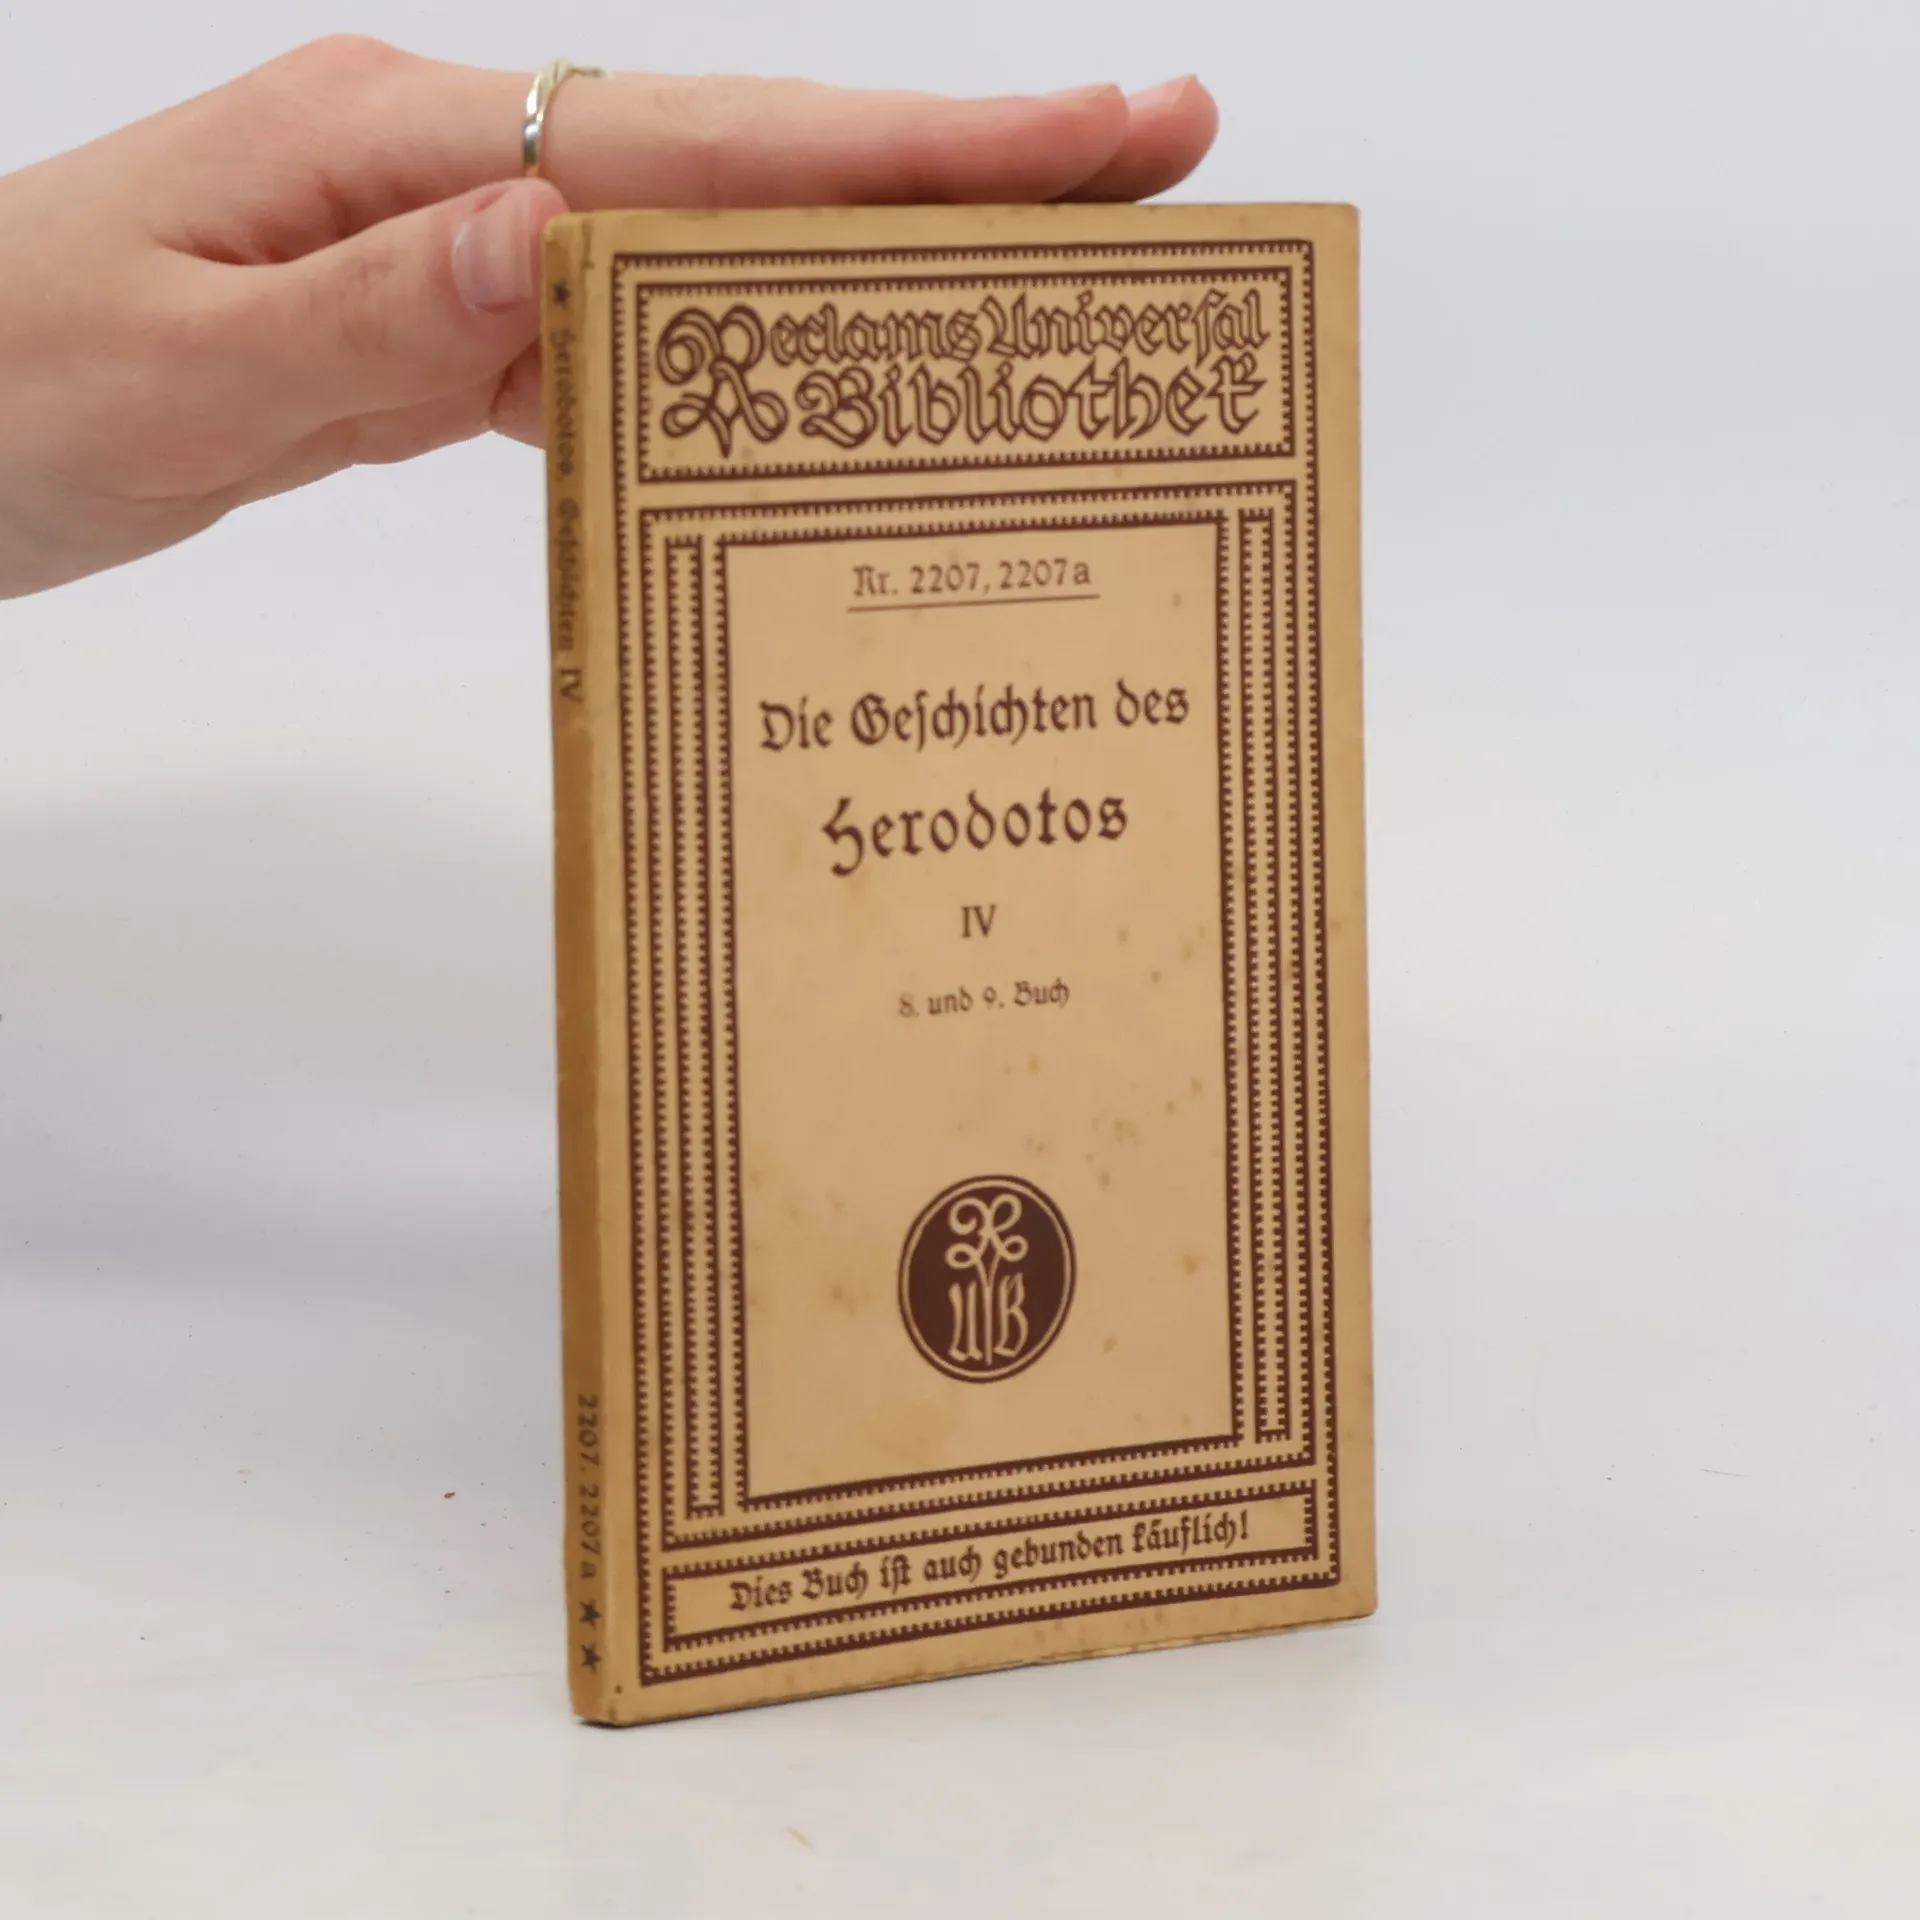 Reclams Universal
Bibliothek
Nr. 2207, 2207a
Die Geschichten des
Herodotos
IV
8. und 9. Buch
RUB
Dies Buch ist auch gebunden käuflich!
★ Herodotos, Geschichten IV
2207. 2207a ★ ★